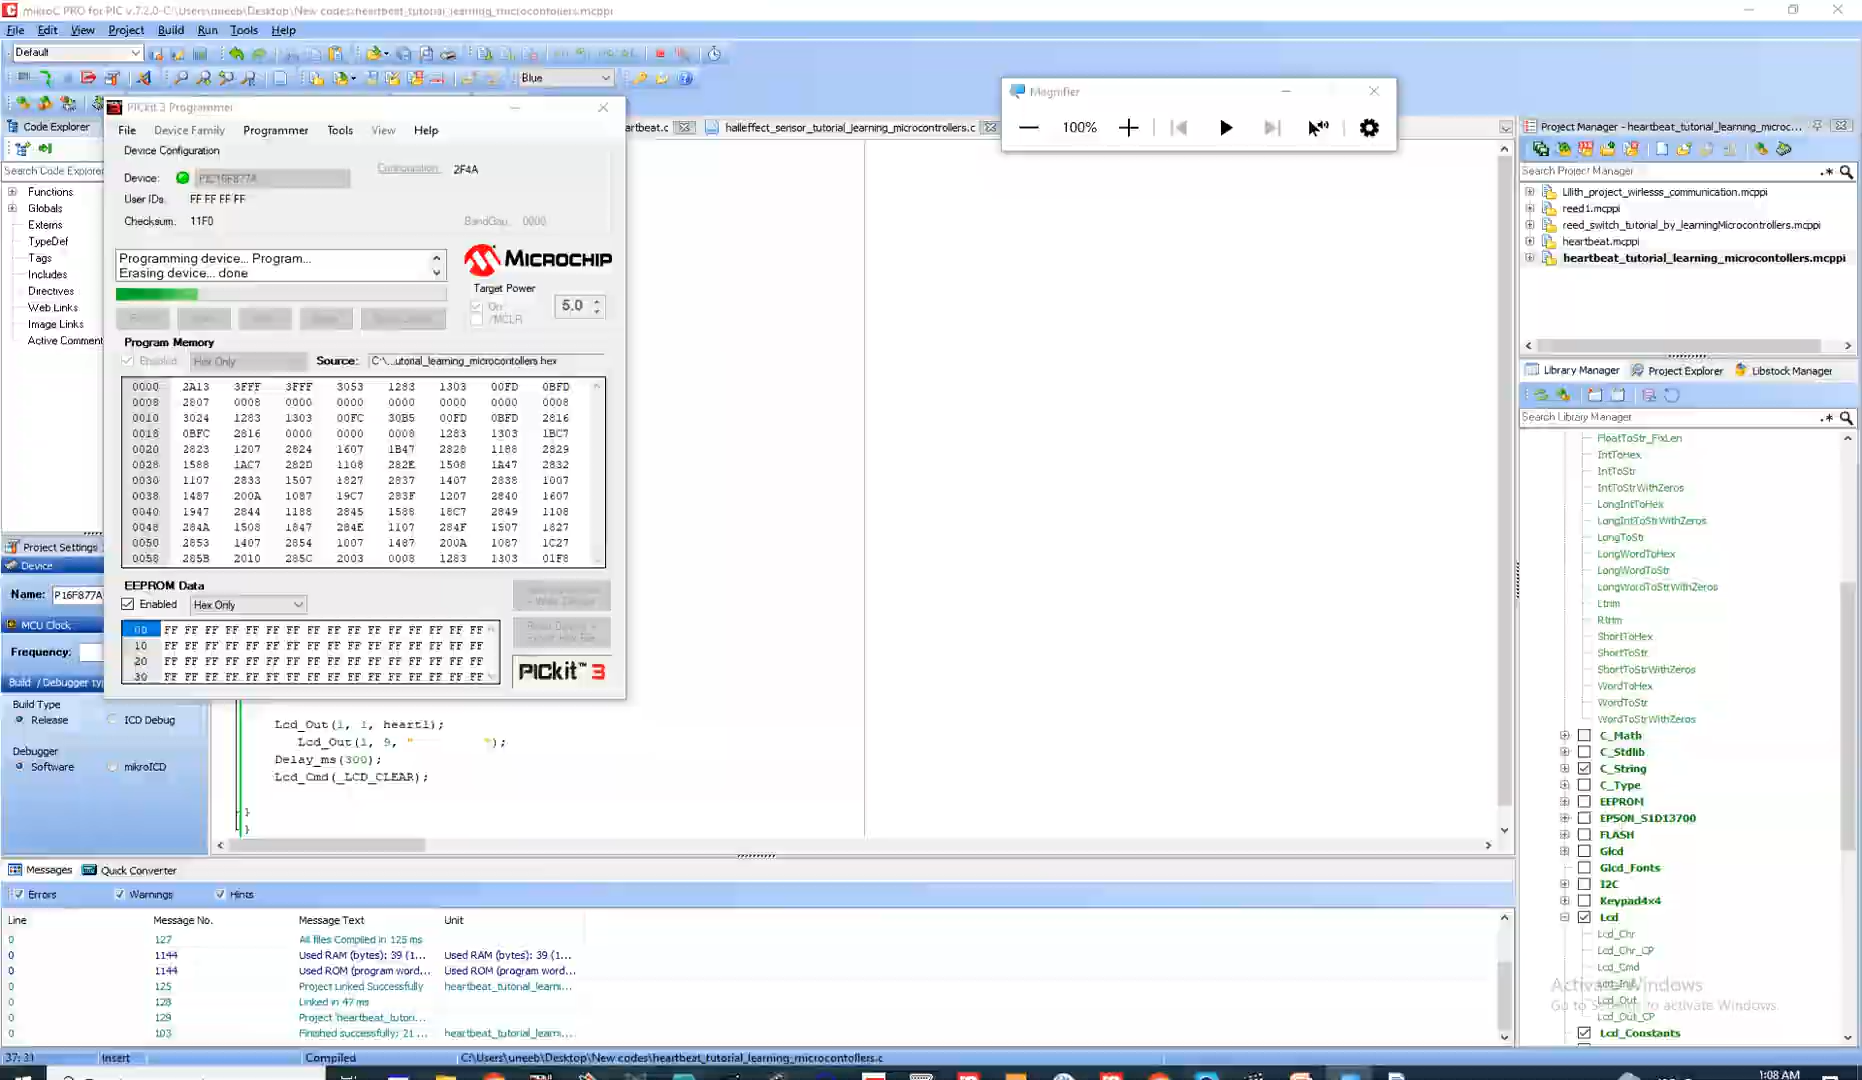 mikroC PRO for PIC v.7.2.0-C:\Users\uneeb\Desktop\New codes\heartbeat_tutorial_learning_microcontollers.mcppi
File Edit View Project Build Run Tools Help
Default
Blue
Code Explorer
Functions
Globals
Externs
TypeDef
Tags
Includes
Directives
Web Links
Image Links
Active Comment
Project Settings
Device
Name: P16F877A
MCU Clock
Frequency:
Build / Debugger
Build Type
Release ICD Debug
Debugger
Software mikroICD
PICkit 3 Programmer
File Device Family Programmer Tools View Help
Device Configuration
Device: PIC16F877A Configuration: 2F4A
User IDs: FF FF FF FF
Checksum: 11F0 BandGap: 0000
Programming device... Program...
Erasing device... done
MICROCHIP
Target Power
On
/MCLR
5.0
Program Memory
Enabled Hex Only Source: C:\...utorial_learning_microcontollers.hex
0000 2A13 3FFF 3FFF 3053 1283 1303 00FD 0BFD
0008 2807 0008 0000 0000 0000 0000 0000 0008
0010 3024 1283 1303 00FC 30B5 00FD 0BFD 2816
0018 0BFC 2816 0000 0000 0008 1283 1303 1BC7
0020 2823 1207 2824 1607 1B47 2828 1188 2829
0028 1588 1AC7 282D 1108 282E 1508 1A47 2832
0030 1107 2833 1507 1827 2837 1407 2838 1007
0038 1487 200A 1087 19C7 283F 1207 2840 1607
0040 1947 2844 1188 2845 1588 18C7 2849 1108
0048 284A 1508 1847 284E 1107 284F 1507 1827
0050 2853 1407 2854 1007 1487 200A 1087 1C27
0058 285B 2010 285C 2003 0008 1283 1303 01F8
EEPROM Data
Enabled Hex Only
00 FF FF FF FF FF FF FF FF FF FF FF FF FF FF FF FF
10 FF FF FF FF FF FF FF FF FF FF FF FF FF FF FF FF
20 FF FF FF FF FF FF FF FF FF FF FF FF FF FF FF FF
30 FF FF FF FF FF FF FF FF FF FF FF FF FF FF FF FF
PICkit™ 3
artbeat.c halleffect_sensor_tutorial_learning_microcontrollers.c
Magnifier
100%
Lcd_Out(1, 1, heart1);
Lcd_Out(1, 9, " ");
Delay_ms(300);
Lcd_Cmd(_LCD_CLEAR);
}
}
Project Manager - heartbeat_tutorial_learning_microc...
Search Project Manager
Lilith_project_wirlesss_communication.mcppi
reed1.mcppi
reed_switch_tutorial_by_learningMicrocontrollers.mcppi
heartbeat.mcppi
heartbeat_tutorial_learning_microcontollers.mcppi
Library Manager Project Explorer Libstock Manager
Search Library Manager
FloatToStr_FixLen
IntToHex
IntToStr
IntToStrWithZeros
LongIntToHex
LongIntToStrWithZeros
LongToStr
LongWordToHex
LongWordToStr
LongWordToStrWithZeros
Ltrim
Rtrim
ShortToHex
ShortToStr
ShortToStrWithZeros
WordToHex
WordToStr
WordToStrWithZeros
C_Math
C_Stdlib
C_String
C_Type
EEPROM
EPSON_S1D13700
FLASH
Glcd
Glcd_Fonts
I2C
Keypad4x4
Lcd
Lcd_Chr
Lcd_Chr_CP
Lcd_Cmd
Lcd_Init
Lcd_Out
Lcd_Out_CP
Lcd_Constants
Activate Windows
Go to Settings to activate Windows.
Messages Quick Converter
Errors Warnings Hints
Line Message No. Message Text Unit
0 127 All files Compiled in 125 ms
0 1144 Used RAM (bytes): 39 (1... Used RAM (bytes): 39 (1...
0 1144 Used ROM (program word... Used ROM (program word...
0 125 Project Linked Successfully heartbeat_tutorial_learni...
0 128 Linked in 47 ms
0 129 Project 'heartbeat_tutori...
0 103 Finished successfully: 21 ... heartbeat_tutorial_learni...
37: 31 Insert Compiled C:\Users\uneeb\Desktop\New codes\heartbeat_tutorial_learning_microcontollers.c
1:08 AM